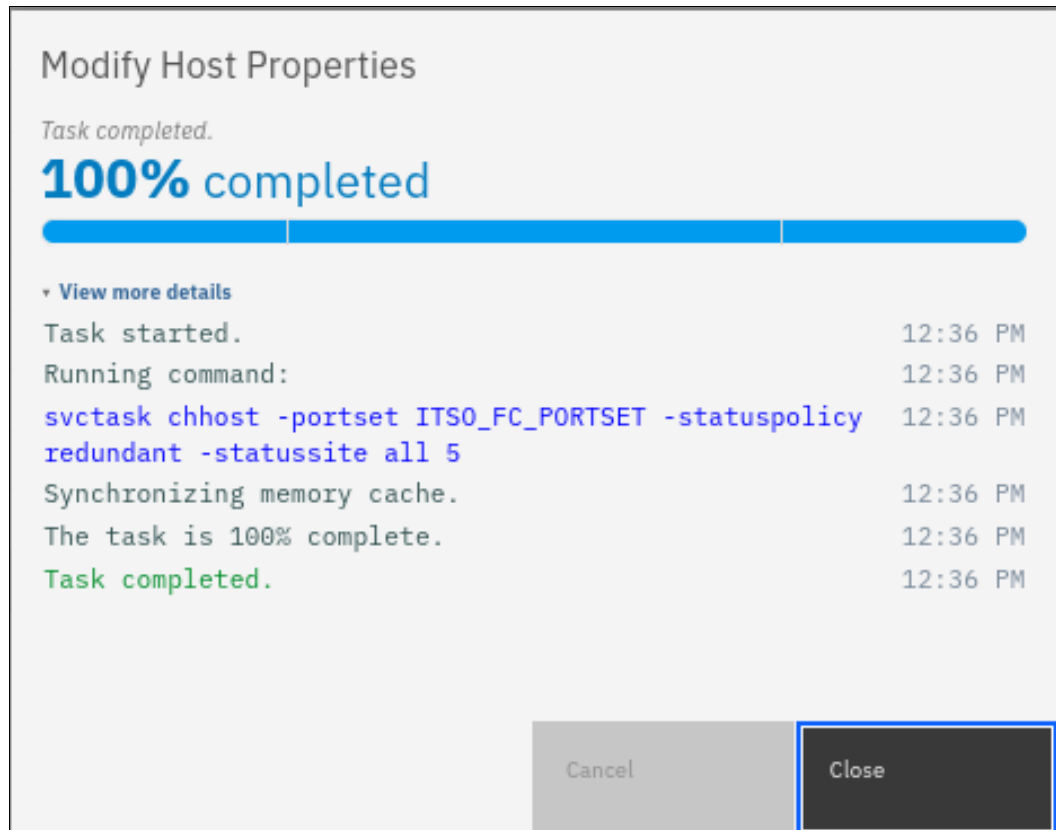 Modify Host Properties
Task completed.
100% completed
View more details
Task started. 12:36 PM
Running command: 12:36 PM
svctask chhost -portset ITSO_FC_PORTSET -statuspolicy 12:36 PM
redundant -statussite all 5
Synchronizing memory cache. 12:36 PM
The task is 100% complete. 12:36 PM
Task completed. 12:36 PM
Cancel Close